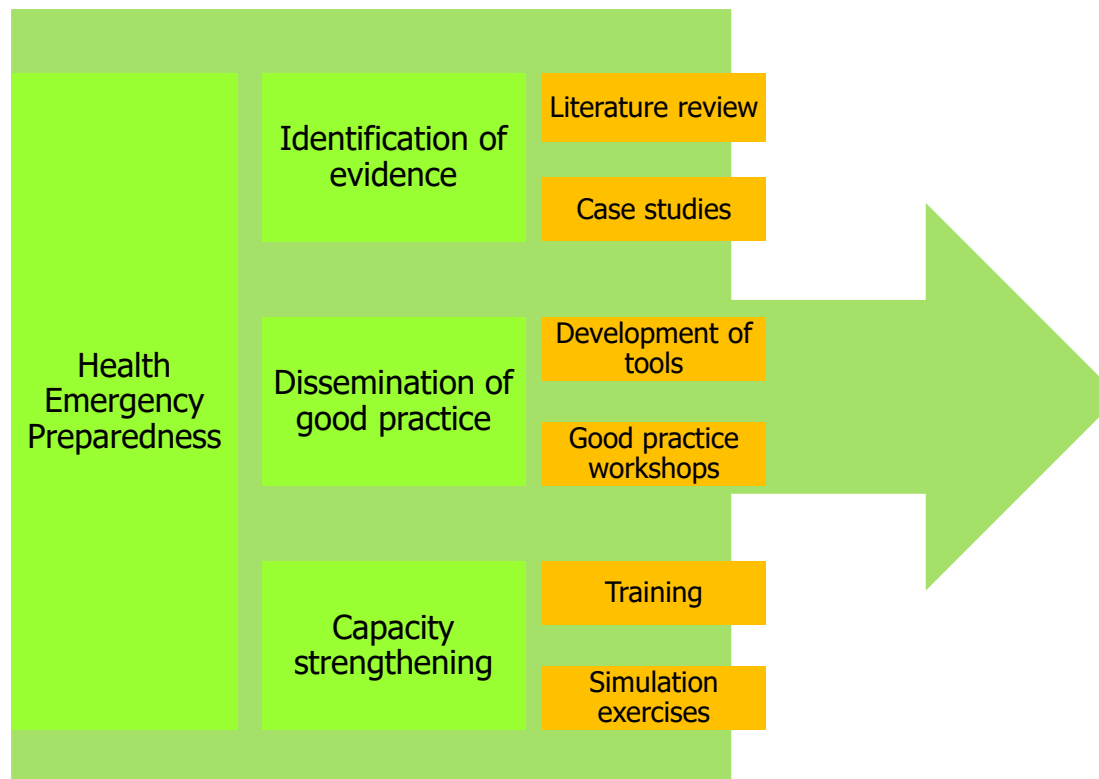 Health
Emergency
Preparedness
Identification of
evidence
Literature review
Case studies
Dissemination of
good practice
Development of
tools
Good practice
workshops
Capacity
strengthening
Training
Simulation
exercises